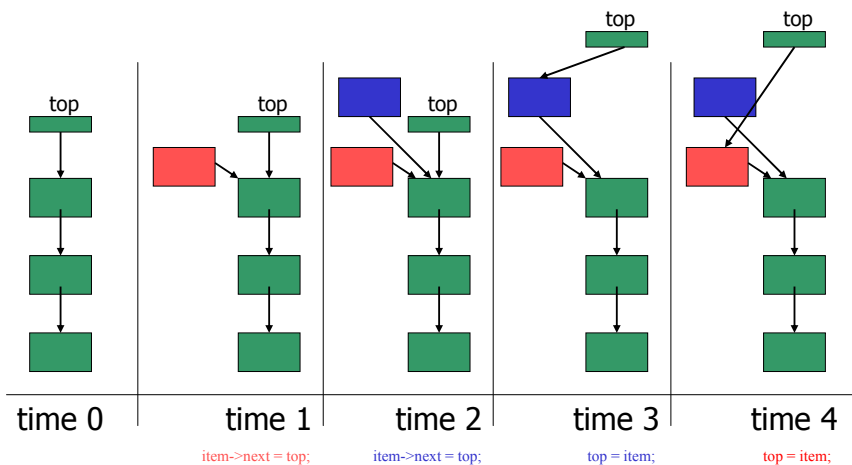 top
top
top
top
top
time 0
time 1
time 2
time 3
time 4
item->next = top;
item->next = top;
top = item;
top = item;